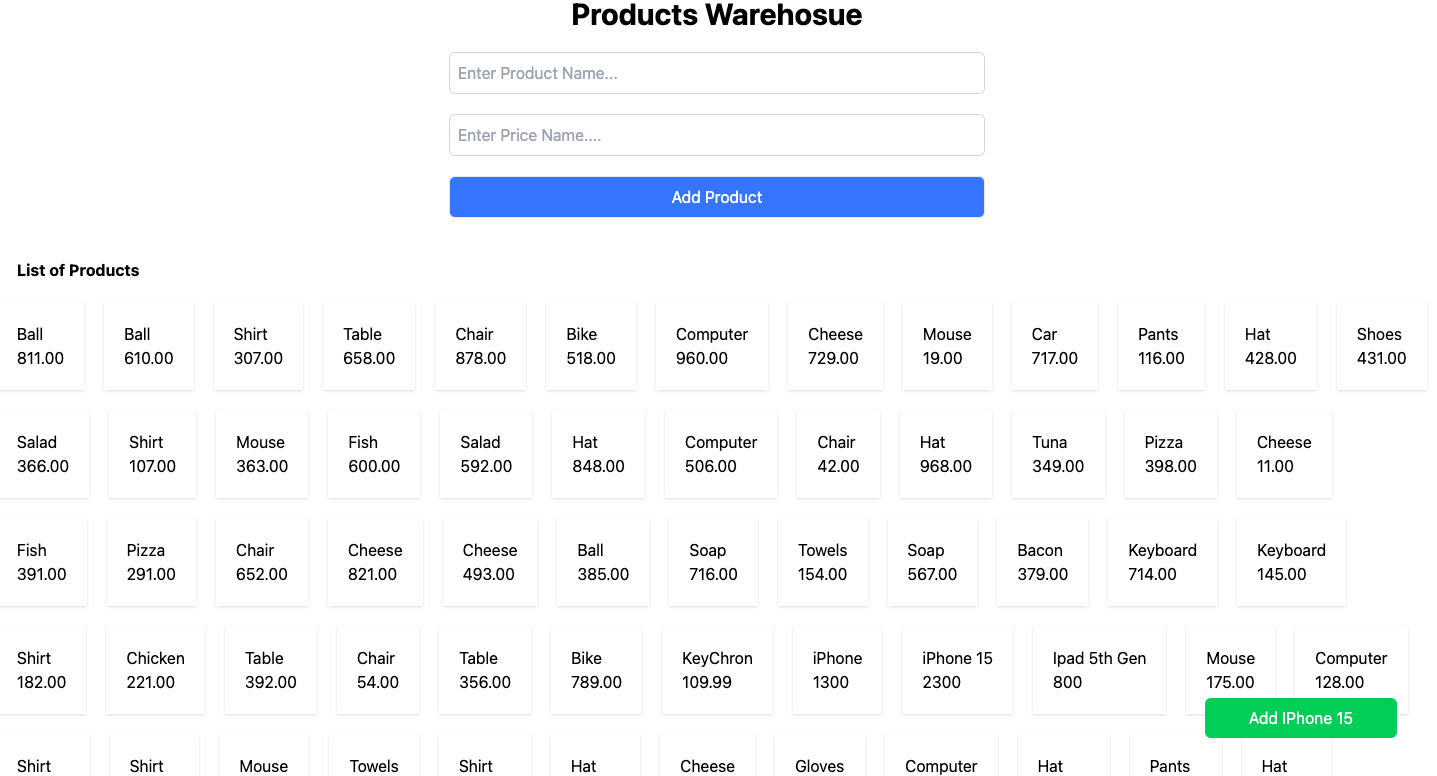 Products Warehosue
Enter Product Name...
Enter Price Name....
Add Product
List of Products
Ball Ball Shirt Table Chair Bike Computer Cheese Mouse Car Pants Hat Shoes
811.00 610.00 307.00 658.00 878.00 518.00 960.00 729.00 19.00 717.00 116.00 428.00 431.00
Salad Shirt Mouse Fish Salad Hat Computer Chair Hat Tuna Pizza Cheese
366.00 107.00 363.00 600.00 592.00 848.00 506.00 42.00 968.00 349.00 398.00 11.00
Fish Pizza Chair Cheese Cheese Ball Soap Towels Soap Bacon Keyboard Keyboard
391.00 291.00 652.00 821.00 493.00 385.00 716.00 154.00 567.00 379.00 714.00 145.00
Shirt Chicken Table Chair Table Bike KeyChron iPhone iPhone 15 Ipad 5th Gen Mouse Computer
182.00 221.00 392.00 54.00 356.00 789.00 109.99 1300 2300 800 175.00 128.00
Add IPhone 15
Shirt Shirt Mouse Towels Shirt Hat Cheese Gloves Computer Hat Pants Hat